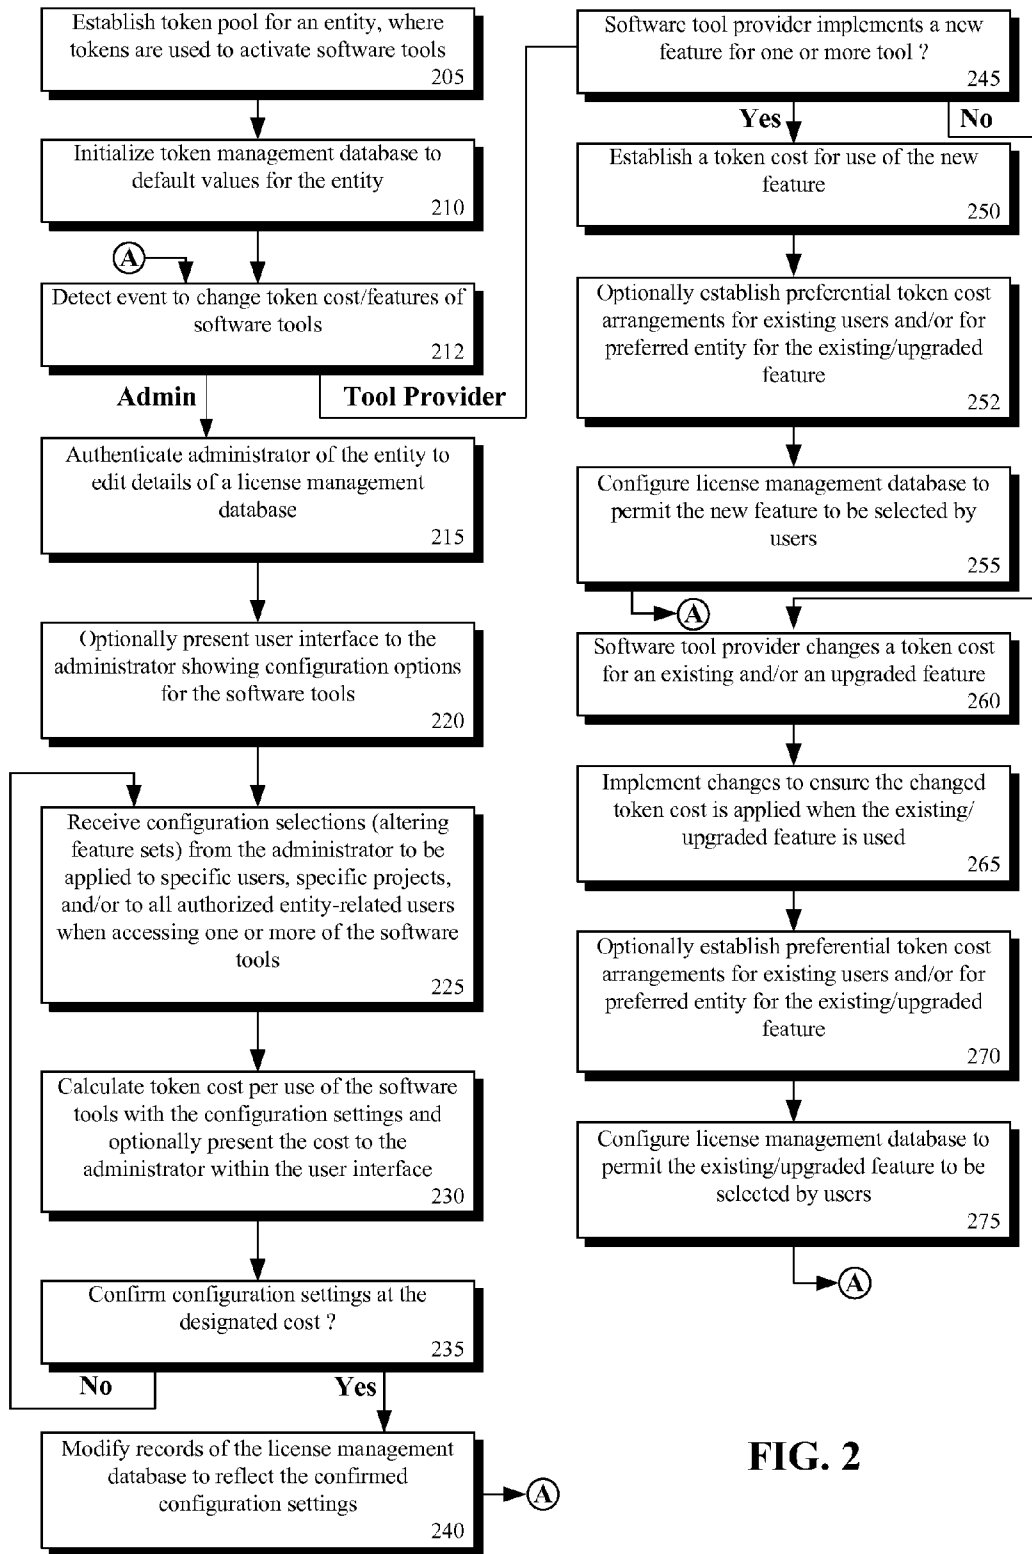 Establish token pool for an entity, where
tokens are used to activate software tools
205
Initialize token management database to
default values for the entity
210
A
Detect event to change token cost/features of
software tools
212
Admin
Tool Provider
Authenticate administrator of the entity to
edit details of a license management
database
215
Optionally present user interface to the
administrator showing configuration options
for the software tools
220
Receive configuration selections (altering
feature sets) from the administrator to be
applied to specific users, specific projects,
and/or to all authorized entity-related users
when accessing one or more of the software
tools
225
Calculate token cost per use of the software
tools with the configuration settings and
optionally present the cost to the
administrator within the user interface
230
Confirm configuration settings at the
designated cost ?
235
No
Yes
Modify records of the license management
database to reflect the confirmed
configuration settings
240
A
Software tool provider implements a new
feature for one or more tool ?
245
Yes
No
Establish a token cost for use of the new
feature
250
Optionally establish preferential token cost
arrangements for existing users and/or for
preferred entity for the existing/upgraded
feature
252
Configure license management database to
permit the new feature to be selected by
users
255
A
Software tool provider changes a token cost
for an existing and/or an upgraded feature
260
Implement changes to ensure the changed
token cost is applied when the existing/
upgraded feature is used
265
Optionally establish preferential token cost
arrangements for existing users and/or for
preferred entity for the existing/upgraded
feature
270
Configure license management database to
permit the existing/upgraded feature to be
selected by users
275
A
FIG. 2